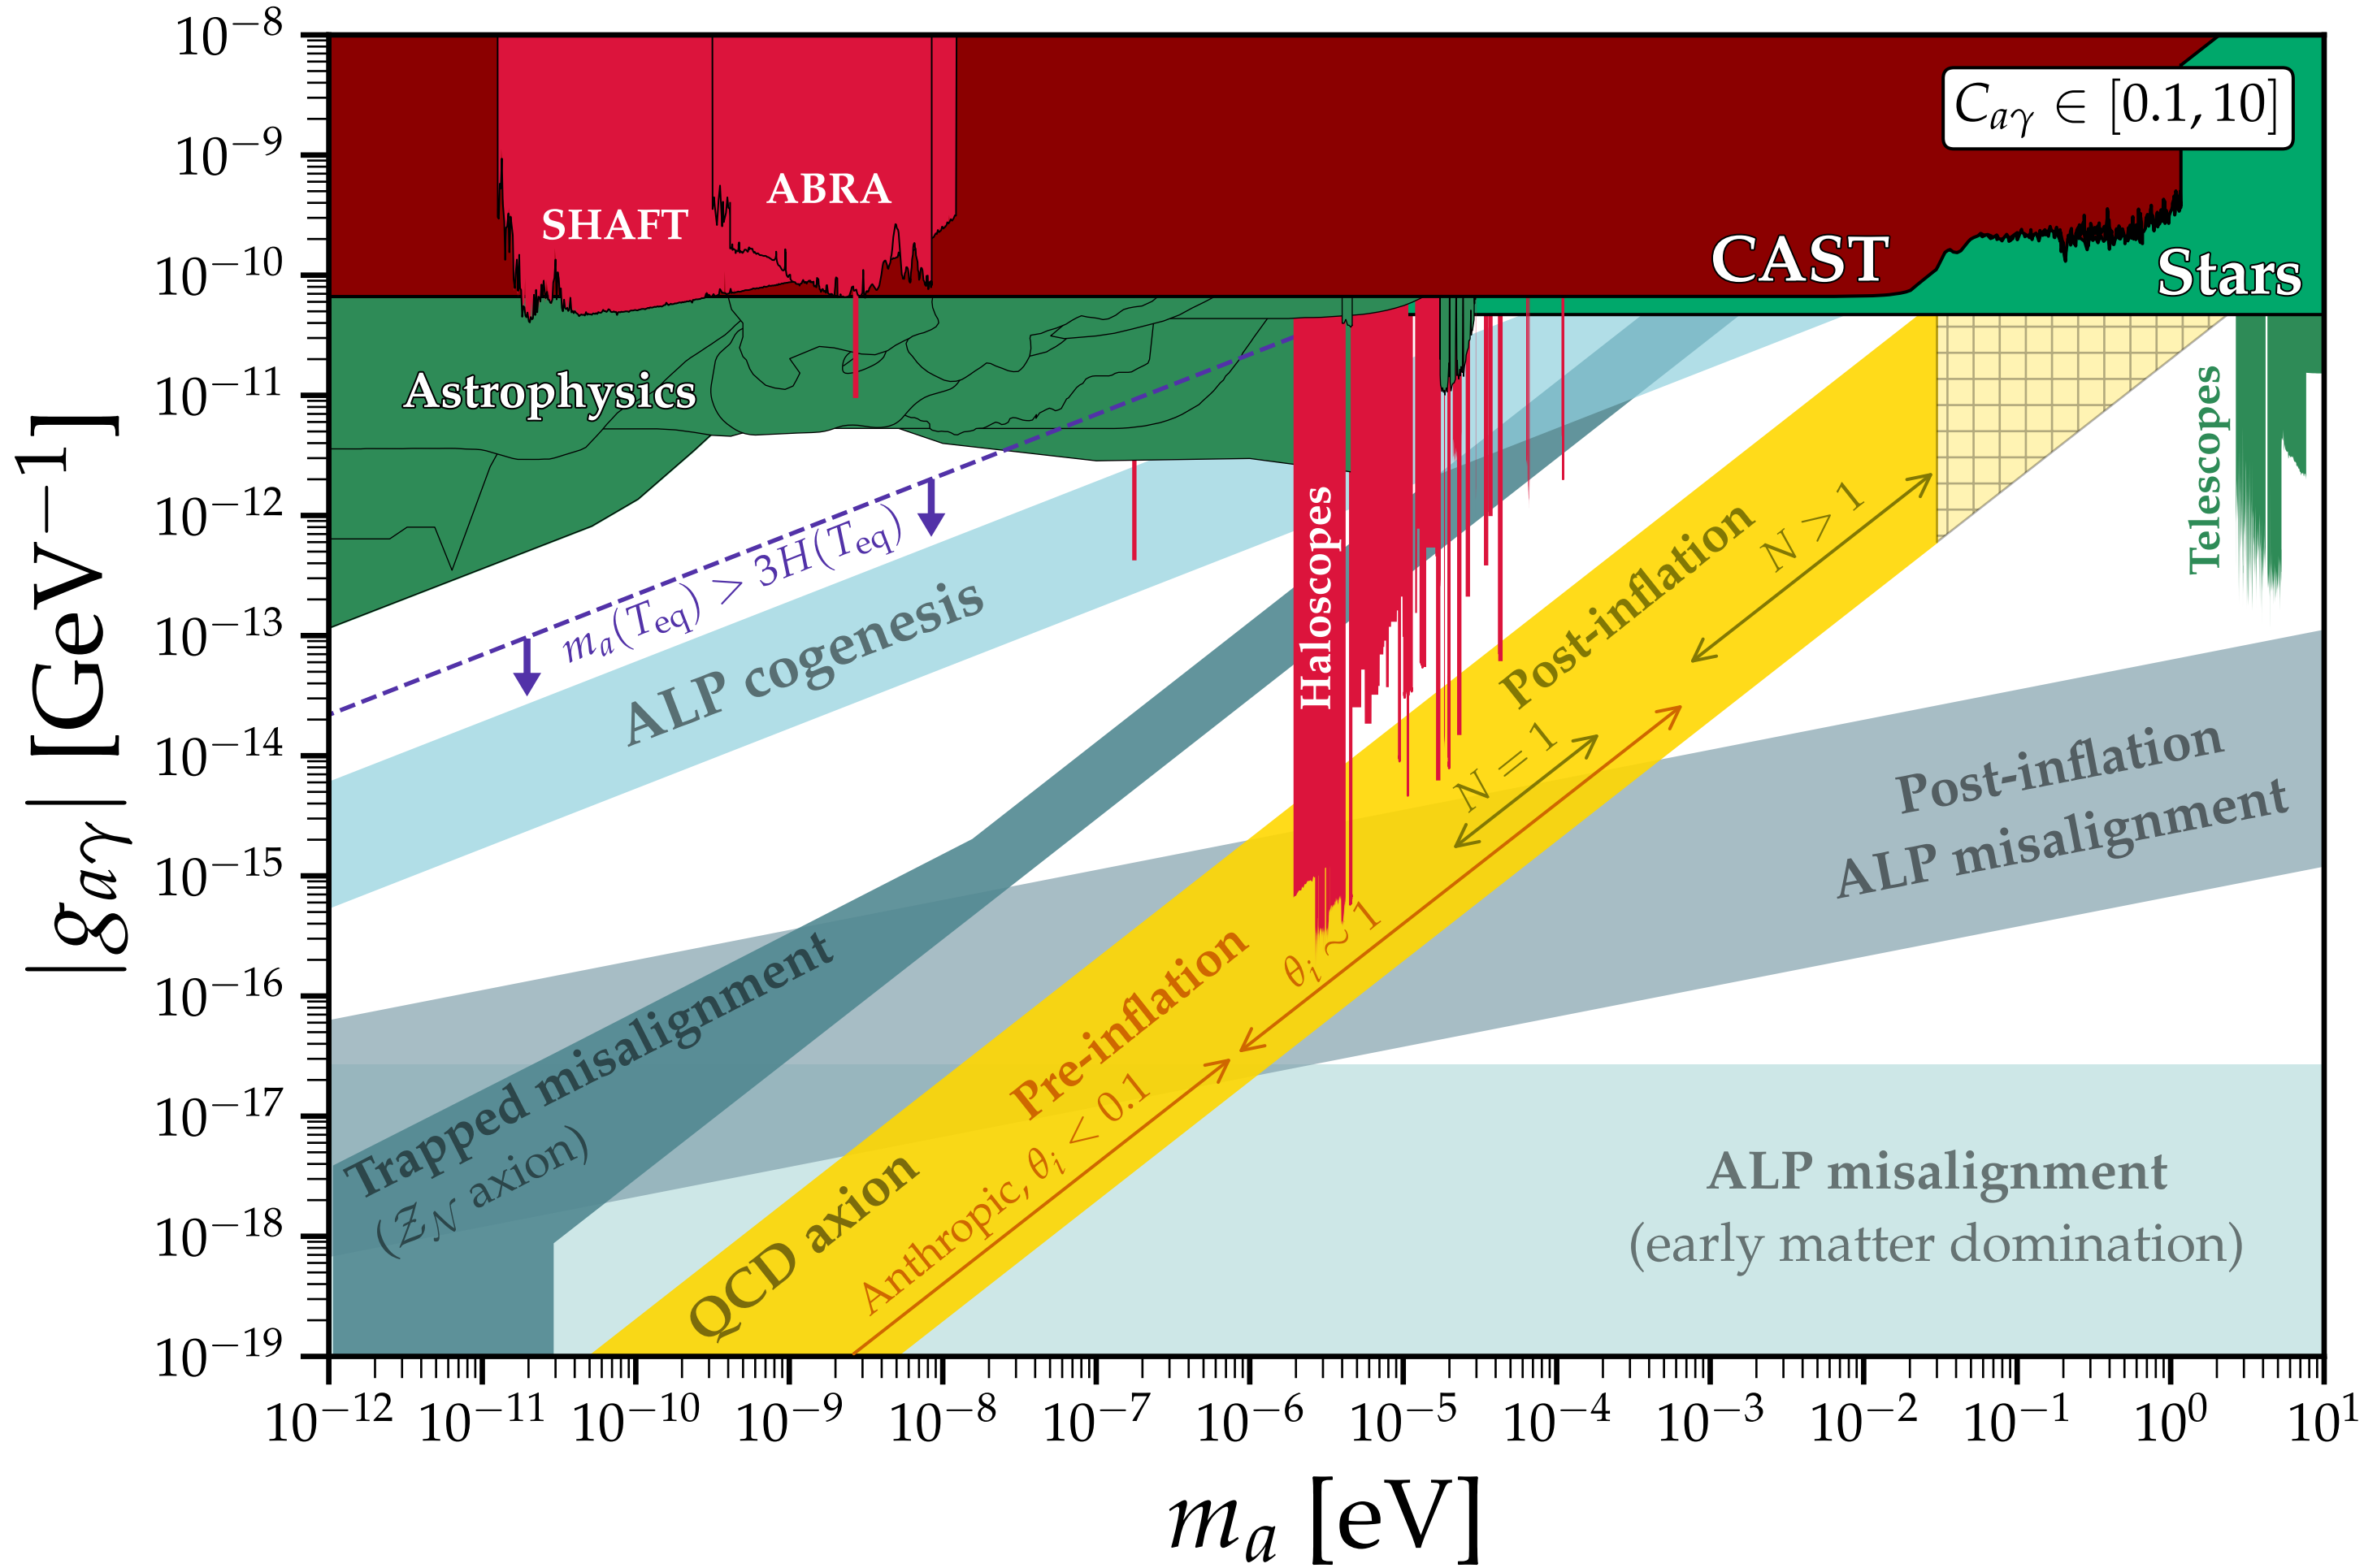 10⁻⁸
10⁻⁹
10⁻¹⁰
10⁻¹¹
10⁻¹²
10⁻¹³
10⁻¹⁴
10⁻¹⁵
10⁻¹⁶
10⁻¹⁷
10⁻¹⁸
10⁻¹⁹
|g_{aγ}| [GeV⁻¹]
C_{aγ} ∈ [0.1, 10]
SHAFT
ABRA
CAST
Stars
Astrophysics
Telescopes
Haloscopes
m_a(T_eq) > 3H(T_eq)
ALP cogenesis
Post-inflation
N > 1
N = 1
Post-inflation
ALP misalignment
Trapped misalignment
(Z_N axion)
Pre-inflation
θ_i ∼ 1
QCD axion
Anthropic, θ_i < 0.1
ALP misalignment
(early matter domination)
10⁻¹² 10⁻¹¹ 10⁻¹⁰ 10⁻⁹ 10⁻⁸ 10⁻⁷ 10⁻⁶ 10⁻⁵ 10⁻⁴ 10⁻³ 10⁻² 10⁻¹ 10⁰ 10¹
m_a [eV]